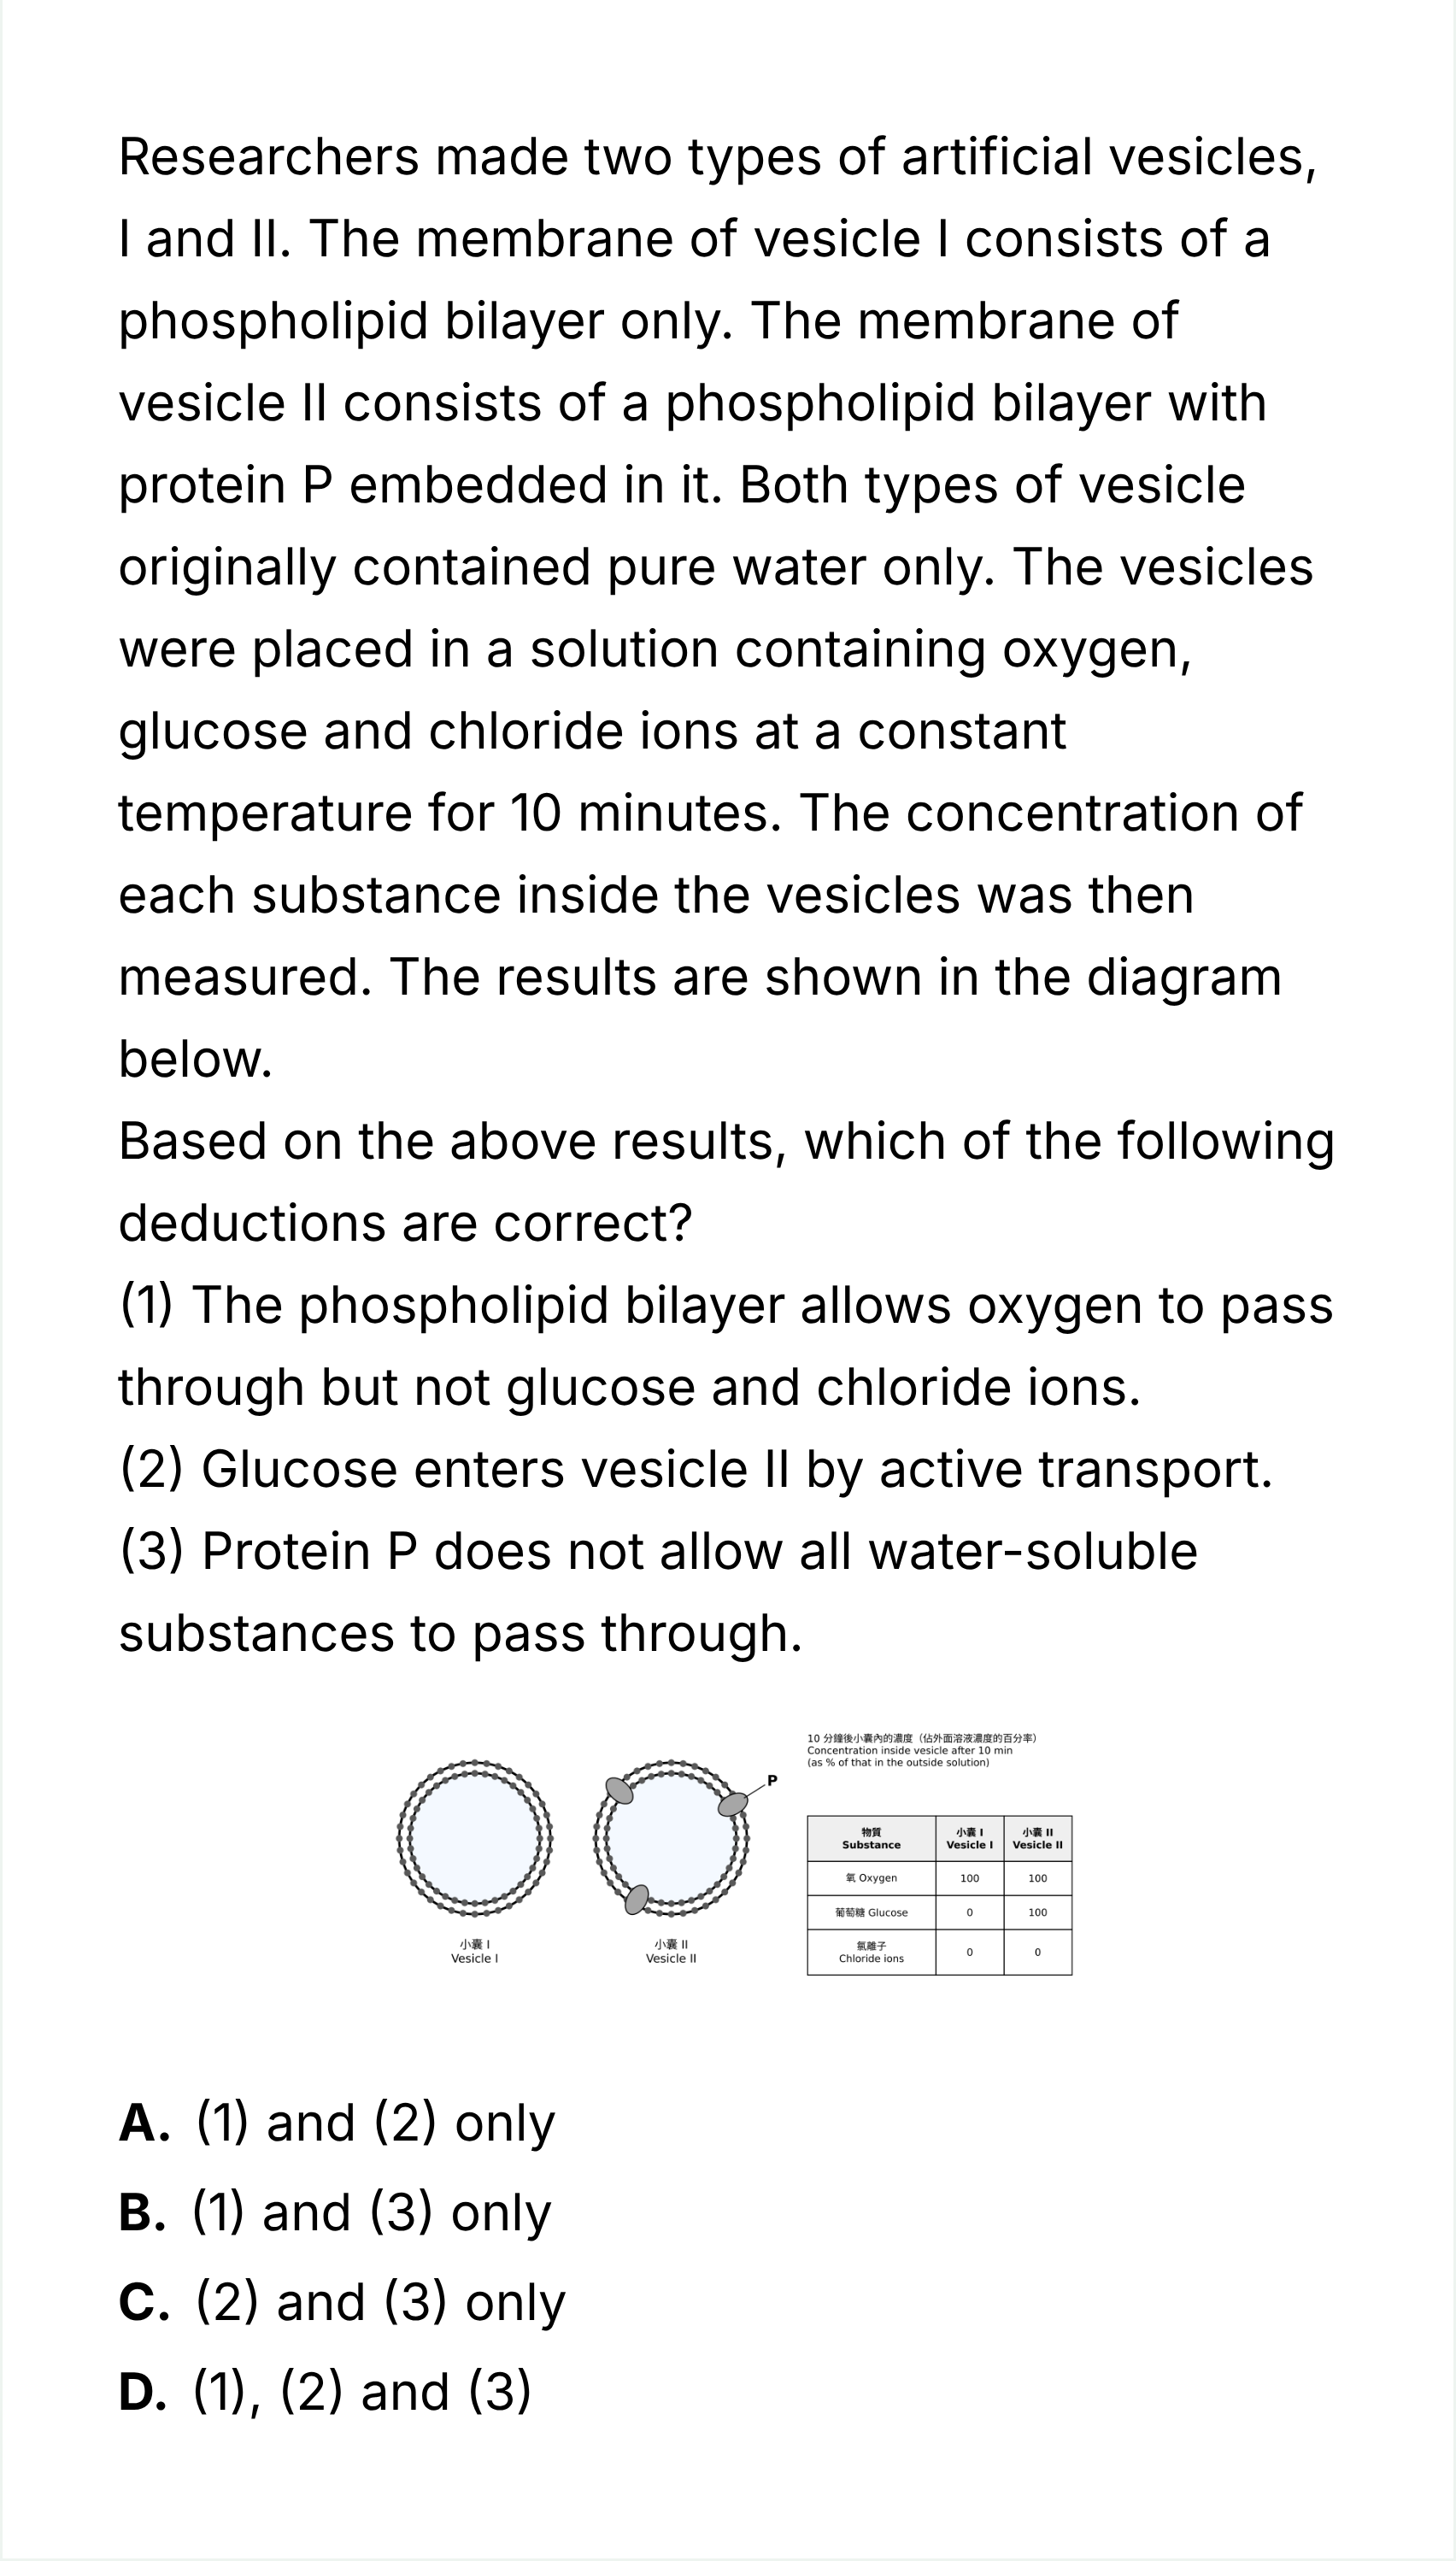 Researchers made two types of artificial vesicles,
I and II. The membrane of vesicle I consists of a
phospholipid bilayer only. The membrane of
vesicle II consists of a phospholipid bilayer with
protein P embedded in it. Both types of vesicle
originally contained pure water only. The vesicles
were placed in a solution containing oxygen,
glucose and chloride ions at a constant
temperature for 10 minutes. The concentration of
each substance inside the vesicles was then
measured. The results are shown in the diagram
below.
Based on the above results, which of the following
deductions are correct?
(1) The phospholipid bilayer allows oxygen to pass
through but not glucose and chloride ions.
(2) Glucose enters vesicle II by active transport.
(3) Protein P does not allow all water-soluble
substances to pass through.
P
小囊 I
Vesicle I
小囊 II
Vesicle II
10 分鐘後小囊內的濃度（佔外面溶液濃度的百分率）
Concentration inside vesicle after 10 min
(as % of that in the outside solution)
物質 小囊 I 小囊 II
Substance Vesicle I Vesicle II
氧 Oxygen 100 100
葡萄糖 Glucose 0 100
氯離子
Chloride ions 0 0
A. (1) and (2) only
B. (1) and (3) only
C. (2) and (3) only
D. (1), (2) and (3)